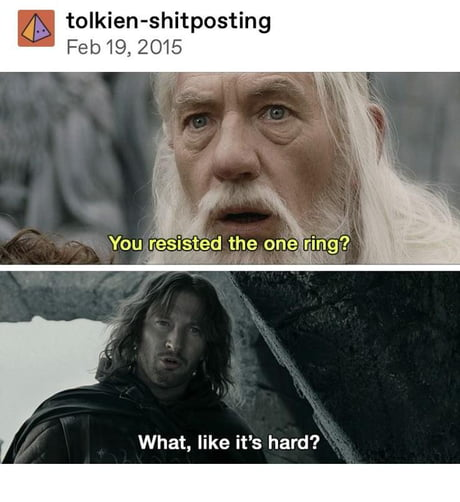 tolkien-shitposting
Feb 19, 2015
You resisted the one ring?
What, like it's hard?